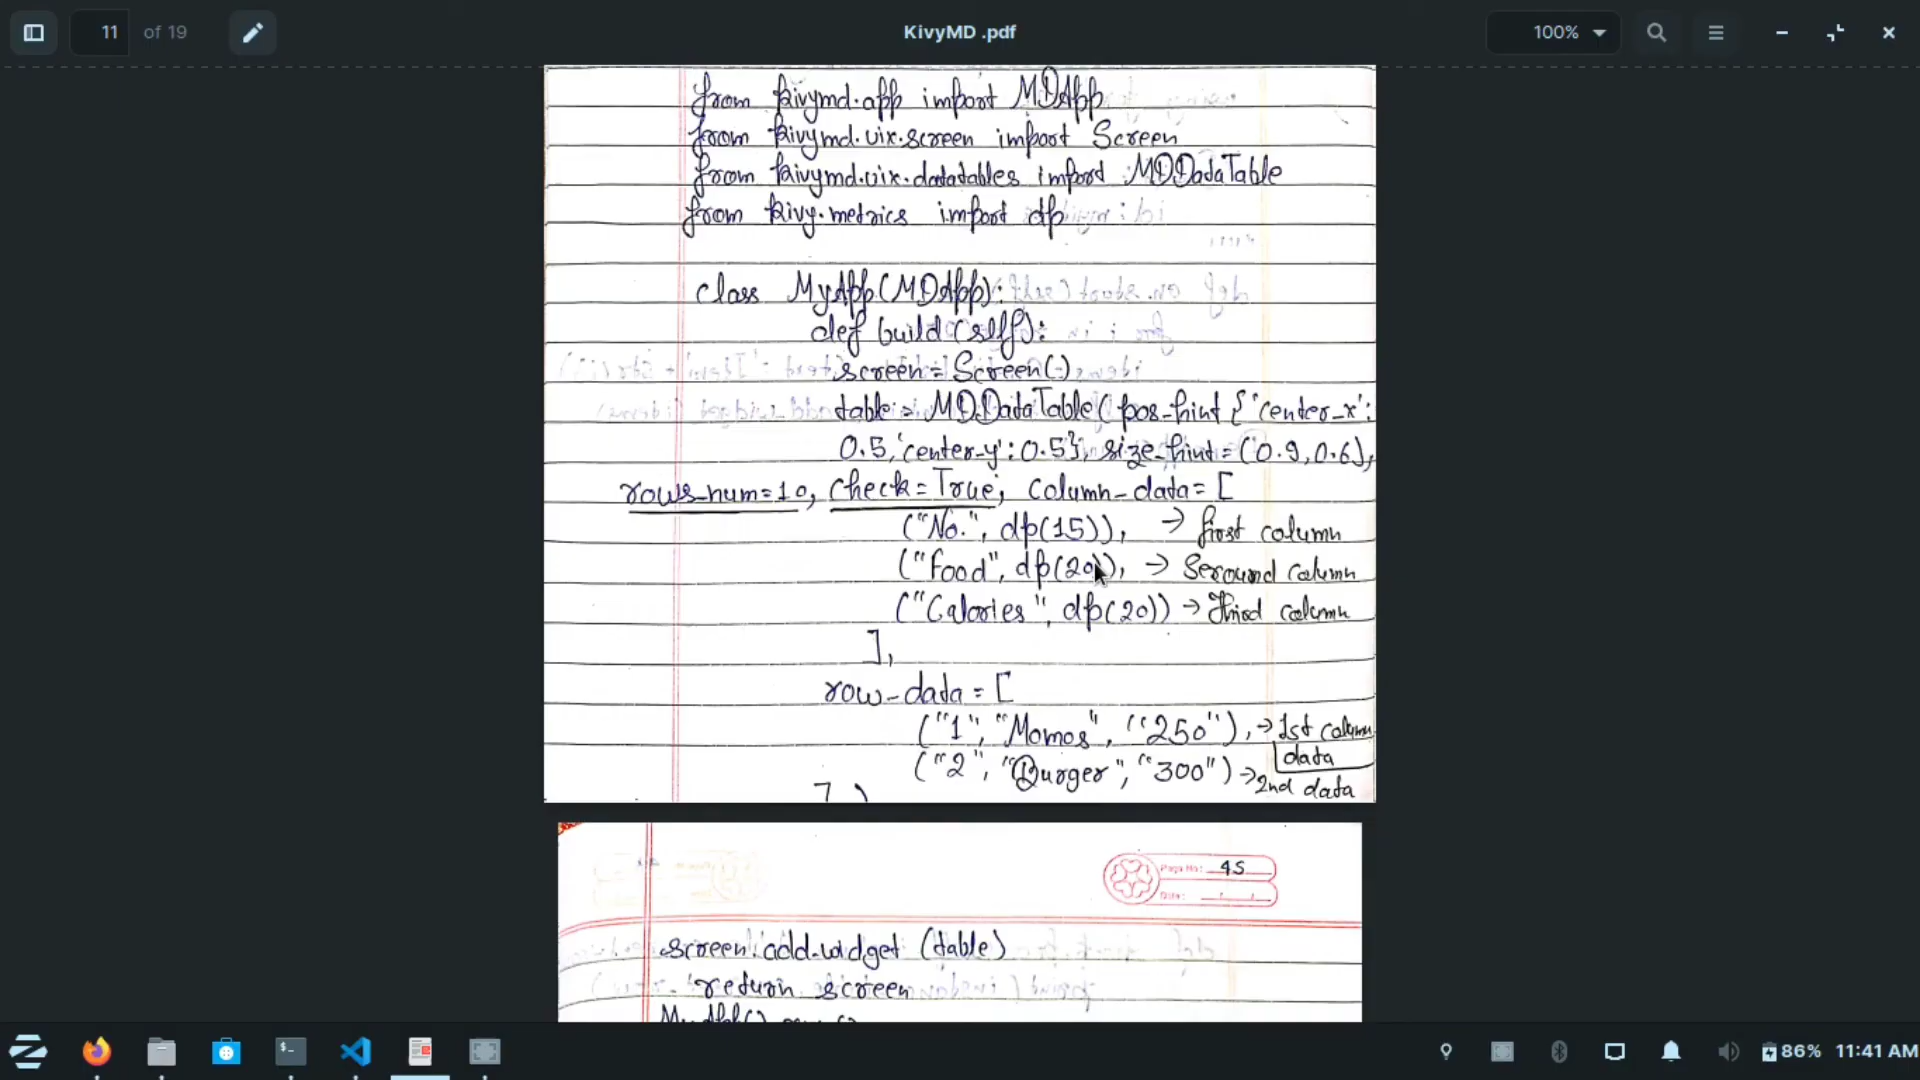 11 of 19
KivyMD .pdf
100%
from kivymd.app import MDApp
from kivymd.uix.screen import Screen
from kivymd.uix.datatables import MDDataTable
from kivy.metrics import dp
class MyApp(MDApp):
def build(self):
screen = Screen()
table = MDDataTable( pos_hint {'center_x':
0.5, 'center_y': 0.5}, size_hint = (0.9, 0.6),
rows_num=10, check=True, column_data= [
("No.", dp(15)), → first column
("Food", dp(20)), → Secound column
("Calories", dp(20)) → Third column
],
row_data = [
("1", "Momos", "250"), → 1st column
data
("2", "Burger", "300") → 2nd data
])
Page No: 45
Date:
screen.add_widget (table)
return screen
86% 11:41 AM